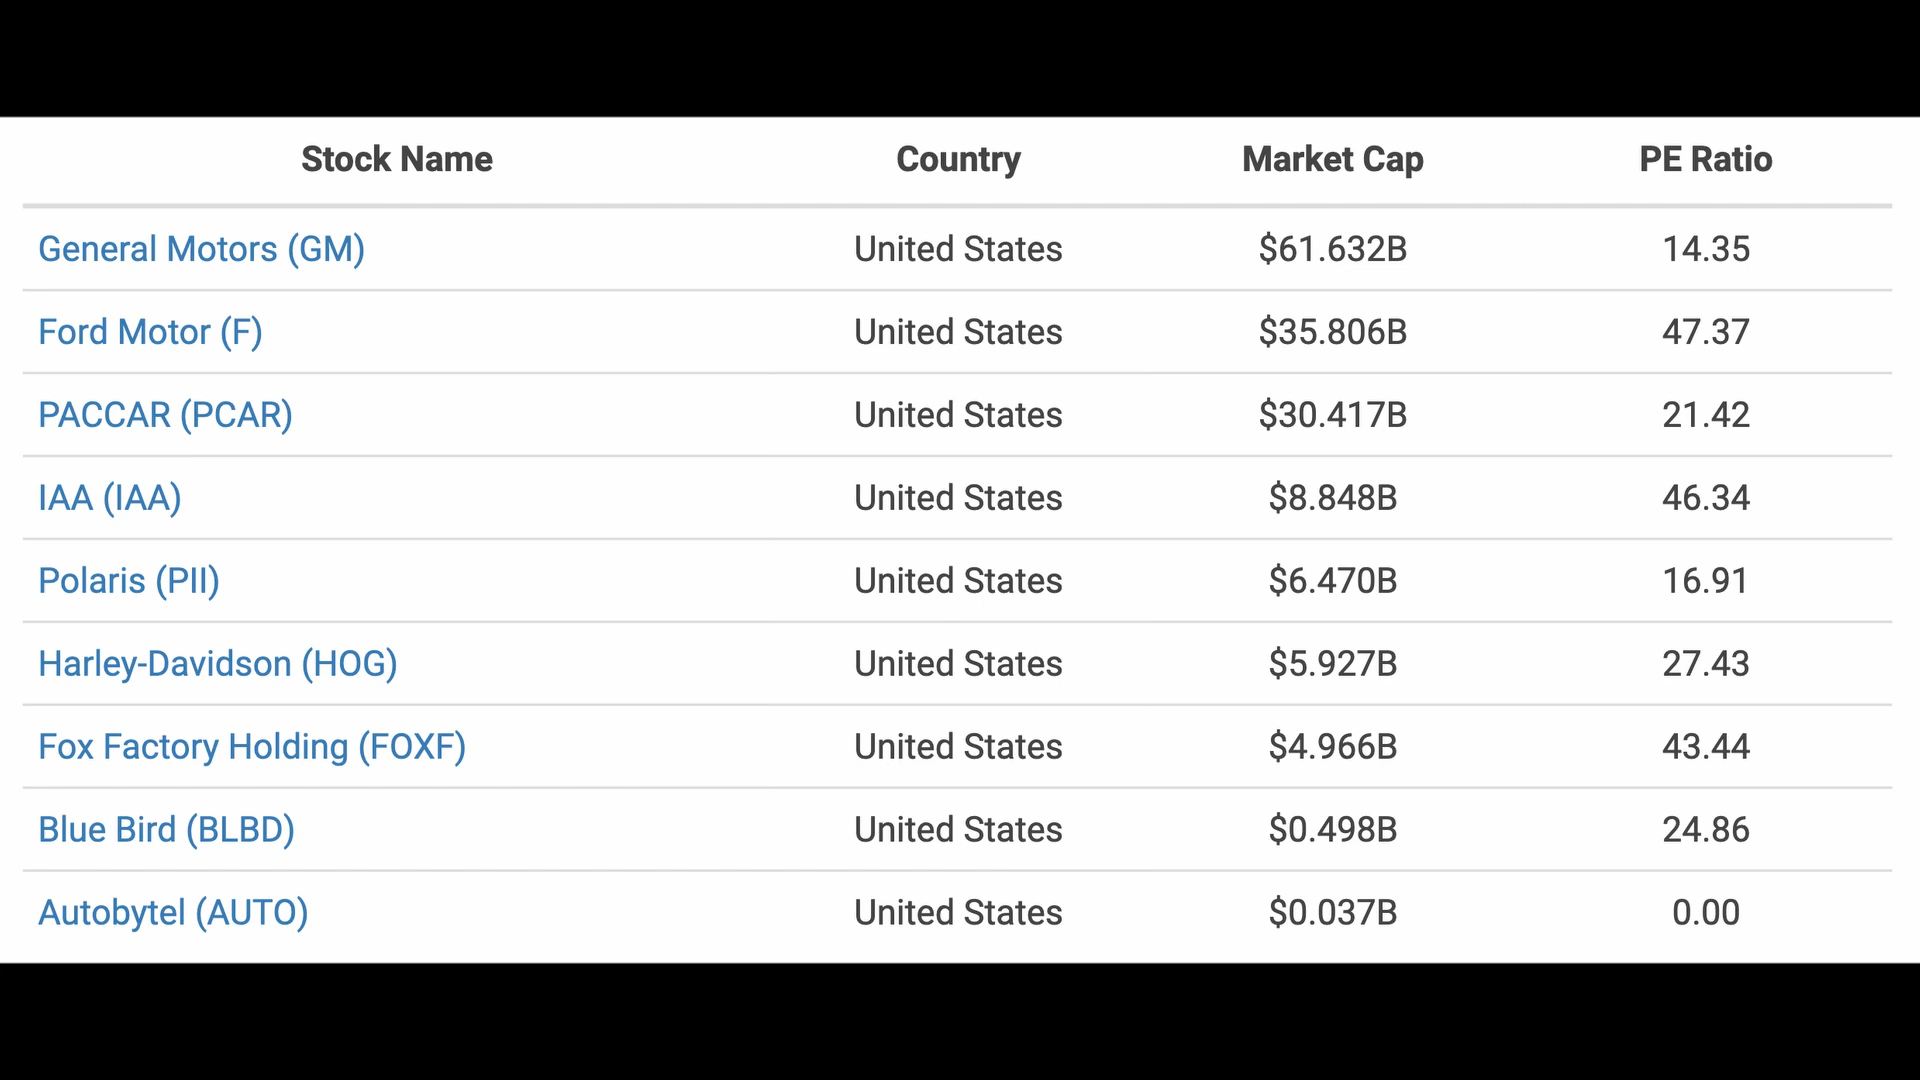 Stock Name Country Market Cap PE Ratio
General Motors (GM) United States $61.632B 14.35
Ford Motor (F) United States $35.806B 47.37
PACCAR (PCAR) United States $30.417B 21.42
IAA (IAA) United States $8.848B 46.34
Polaris (PII) United States $6.470B 16.91
Harley-Davidson (HOG) United States $5.927B 27.43
Fox Factory Holding (FOXF) United States $4.966B 43.44
Blue Bird (BLBD) United States $0.498B 24.86
Autobytel (AUTO) United States $0.037B 0.00